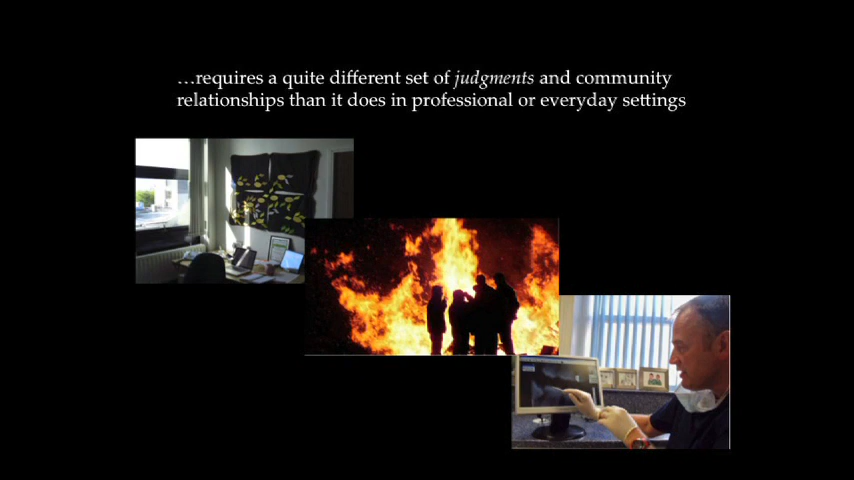 …requires a quite different set of judgments and community
relationships than it does in professional or everyday settings